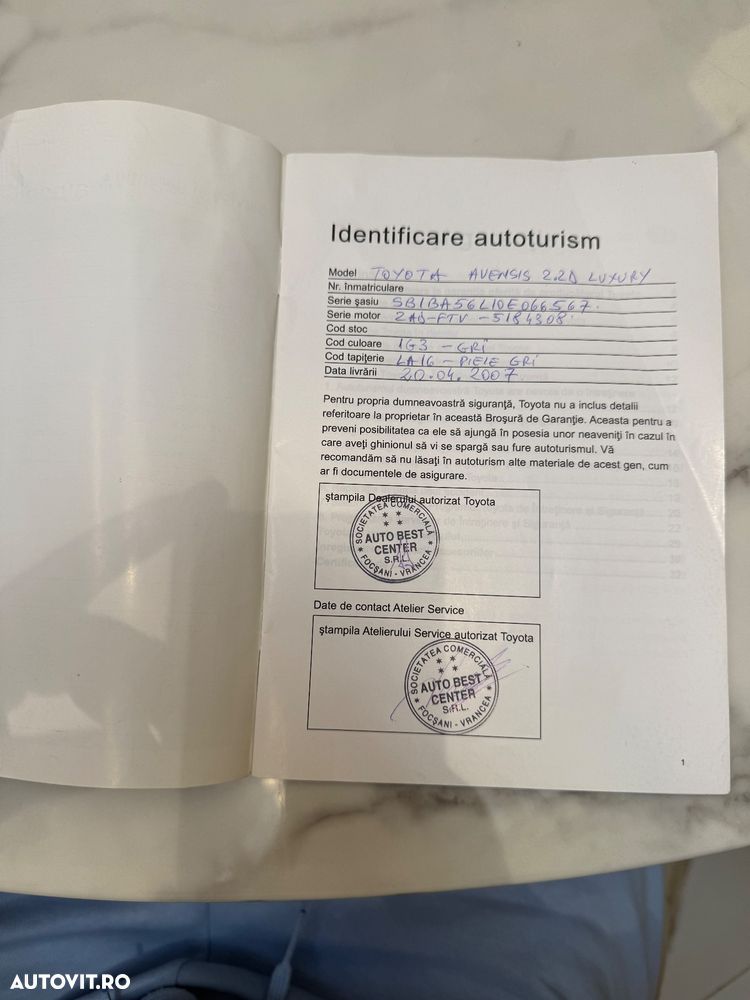 Identificare autoturism
Model TOYOTA AVENSIS 2.2D LUXURY
Nr. înmatriculare
Serie şasiu SB1BA56L10E066567.
Serie motor 2AD-FTV - 5184308.
Cod stoc
Cod culoare 1G3 - GRI
Cod tapiţerie LA16 - PIELE GRI
Data livrării 20.04.2007
Pentru propria dumneavoastră siguranţă, Toyota nu a inclus detalii
referitoare la proprietar în această Broşură de Garanţie. Aceasta pentru a
preveni posibilitatea ca ele să ajungă în posesia unor neaveniţi în cazul în
care aveţi ghinionul să vi se spargă sau fure autoturismul. Vă
recomandăm să nu lăsaţi în autoturism alte materiale de acest gen, cum
ar fi documentele de asigurare.
ştampila Dealerului autorizat Toyota
SOCIETATEA COMERCIALĂ
AUTO BEST
CENTER
S.R.L.
FOCŞANI - VRANCEA
Date de contact Atelier Service
ştampila Atelierului Service autorizat Toyota
SOCIETATEA COMERCIALĂ
AUTO BEST
CENTER
S.R.L.
FOCŞANI - VRANCEA
1
AUTOVIT.RO